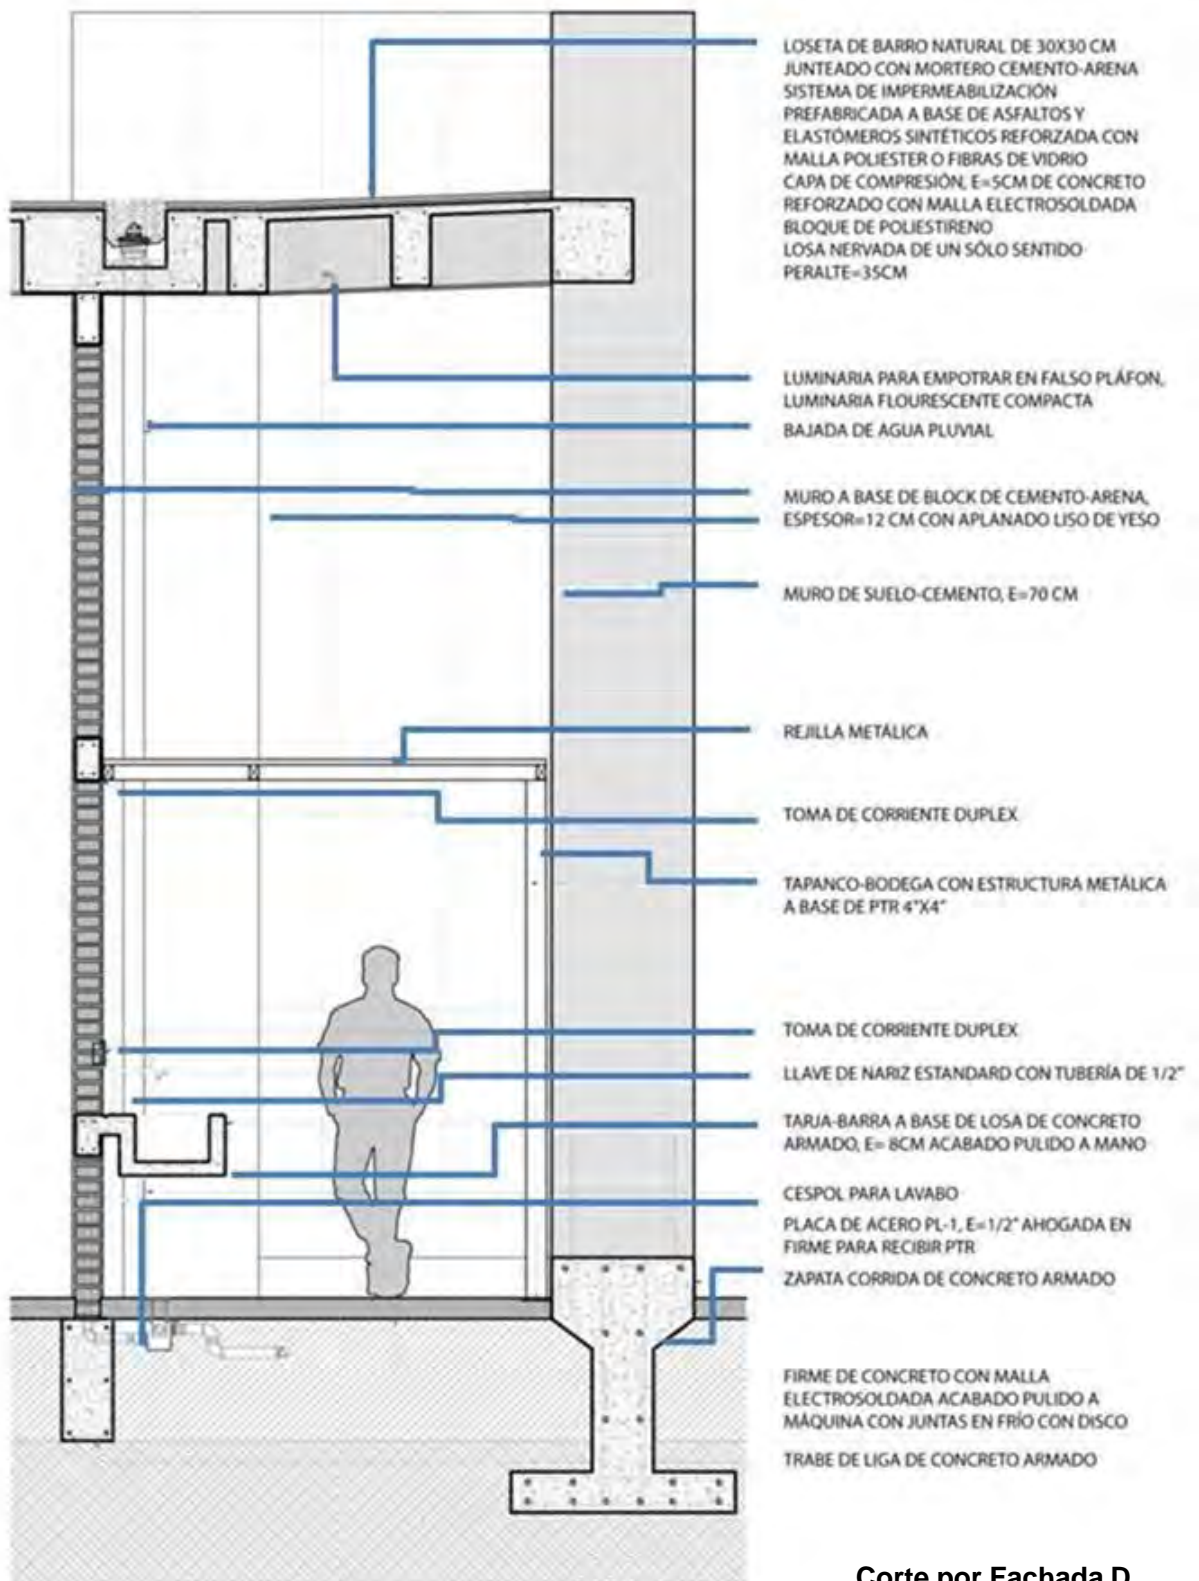 LOSETA DE BARRO NATURAL DE 30X30 CM
JUNTEADO CON MORTERO CEMENTO-ARENA
SISTEMA DE IMPERMEABILIZACIÓN
PREFABRICADA A BASE DE ASFALTOS Y
ELASTÓMEROS SINTÉTICOS REFORZADA CON
MALLA POLIESTER O FIBRAS DE VIDRIO
CAPA DE COMPRESIÓN, E=5CM DE CONCRETO
REFORZADO CON MALLA ELECTROSOLDADA
BLOQUE DE POLIESTIRENO
LOSA NERVADA DE UN SÓLO SENTIDO
PERALTE=35CM
LUMINARIA PARA EMPOTRAR EN FALSO PLÁFON,
LUMINARIA FLOURESCENTE COMPACTA
BAJADA DE AGUA PLUVIAL
MURO A BASE DE BLOCK DE CEMENTO-ARENA,
ESPESOR=12 CM CON APLANADO LISO DE YESO
MURO DE SUELO-CEMENTO, E=70 CM
REJILLA METÁLICA
TOMA DE CORRIENTE DUPLEX
TAPANCO-BODEGA CON ESTRUCTURA METÁLICA
A BASE DE PTR 4"X4"
TOMA DE CORRIENTE DUPLEX
LLAVE DE NARIZ ESTANDARD CON TUBERÍA DE 1/2"
TARJA-BARRA A BASE DE LOSA DE CONCRETO
ARMADO, E= 8CM ACABADO PULIDO A MANO
CESPOL PARA LAVABO
PLACA DE ACERO PL-1, E=1/2" AHOGADA EN
FIRME PARA RECIBIR PTR
ZAPATA CORRIDA DE CONCRETO ARMADO
FIRME DE CONCRETO CON MALLA
ELECTROSOLDADA ACABADO PULIDO A
MÁQUINA CON JUNTAS EN FRÍO CON DISCO
TRABE DE LIGA DE CONCRETO ARMADO
Corte por Fachada D